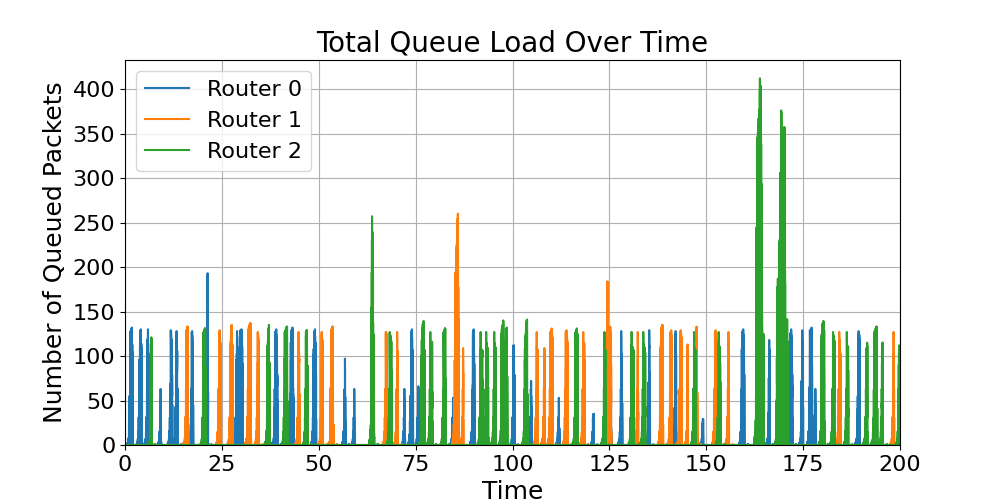 Total Queue Load Over Time
Number of Queued Packets
400
350
300
250
200
150
100
50
0
Router 0
Router 1
Router 2
0 25 50 75 100 125 150 175 200
Time